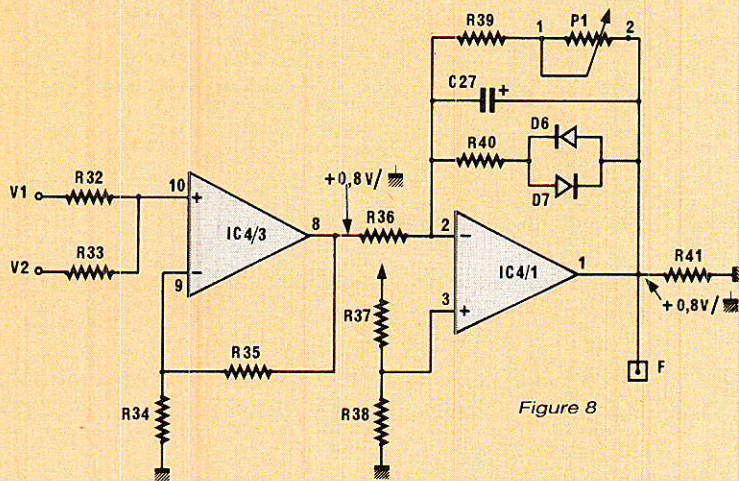 R39
1
P1
2
C27
+
D6
R40
D7
R32
V1
10
+
+0,8V/
8
R36
IC4/3
2
−
IC4/1
1
R41
R33
V2
−
9
3
+
R37
+0,8V/
R35
F
R34
R38
Figure 8